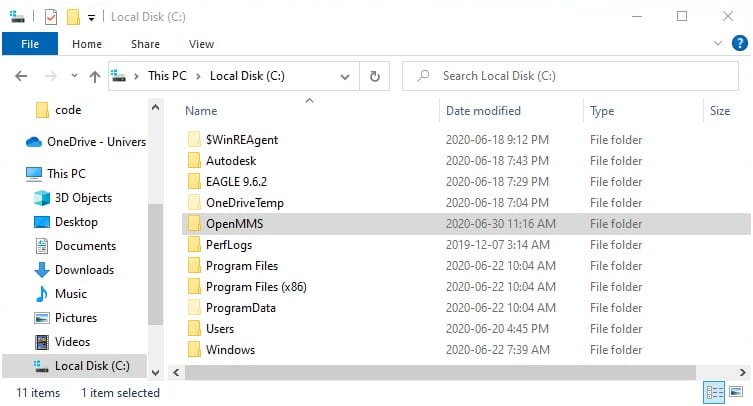 Local Disk (C:)
File Home Share View
This PC Local Disk (C:) Search Local Disk (C:)
code
OneDrive - Univers
This PC
3D Objects
Desktop
Documents
Downloads
Music
Pictures
Videos
Local Disk (C:)
Name Date modified Type Size
$WinREAgent 2020-06-18 9:12 PM File folder
Autodesk 2020-06-18 7:43 PM File folder
EAGLE 9.6.2 2020-06-18 7:29 PM File folder
OneDriveTemp 2020-06-18 7:04 PM File folder
OpenMMS 2020-06-30 11:16 AM File folder
PerfLogs 2019-12-07 3:14 AM File folder
Program Files 2020-06-22 10:04 AM File folder
Program Files (x86) 2020-06-22 10:04 AM File folder
ProgramData 2020-06-22 10:04 AM File folder
Users 2020-06-20 4:45 PM File folder
Windows 2020-06-22 7:39 AM File folder
11 items 1 item selected